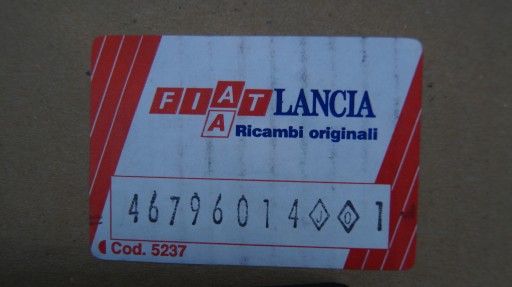 FIAT LANCIA
A Ricambi originali
46796014 J 0 1
Cod. 5237